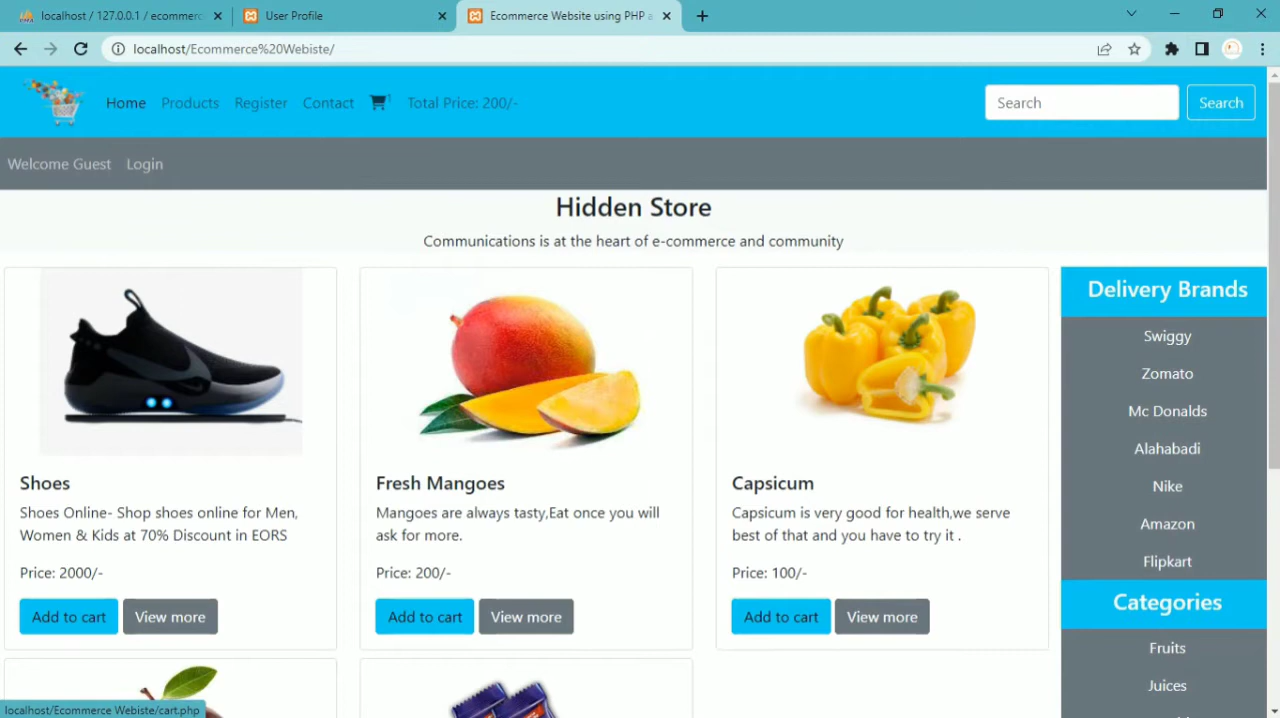 localhost / 127.0.0.1 / ecommerc
User Profile
Ecommerce Website using PHP a
localhost/Ecommerce%20Webiste/
Home Products Register Contact 1 Total Price: 200/- Search Search
Welcome Guest Login
Hidden Store
Communications is at the heart of e-commerce and community
Delivery Brands
Swiggy
Zomato
Mc Donalds
Alahabadi
Nike
Amazon
Flipkart
Categories
Fruits
Juices
Shoes
Shoes Online- Shop shoes online for Men,
Women & Kids at 70% Discount in EORS
Price: 2000/-
Add to cart View more
Fresh Mangoes
Mangoes are always tasty,Eat once you will
ask for more.
Price: 200/-
Add to cart View more
Capsicum
Capsicum is very good for health,we serve
best of that and you have to try it .
Price: 100/-
Add to cart View more
localhost/Ecommerce Webiste/cart.php